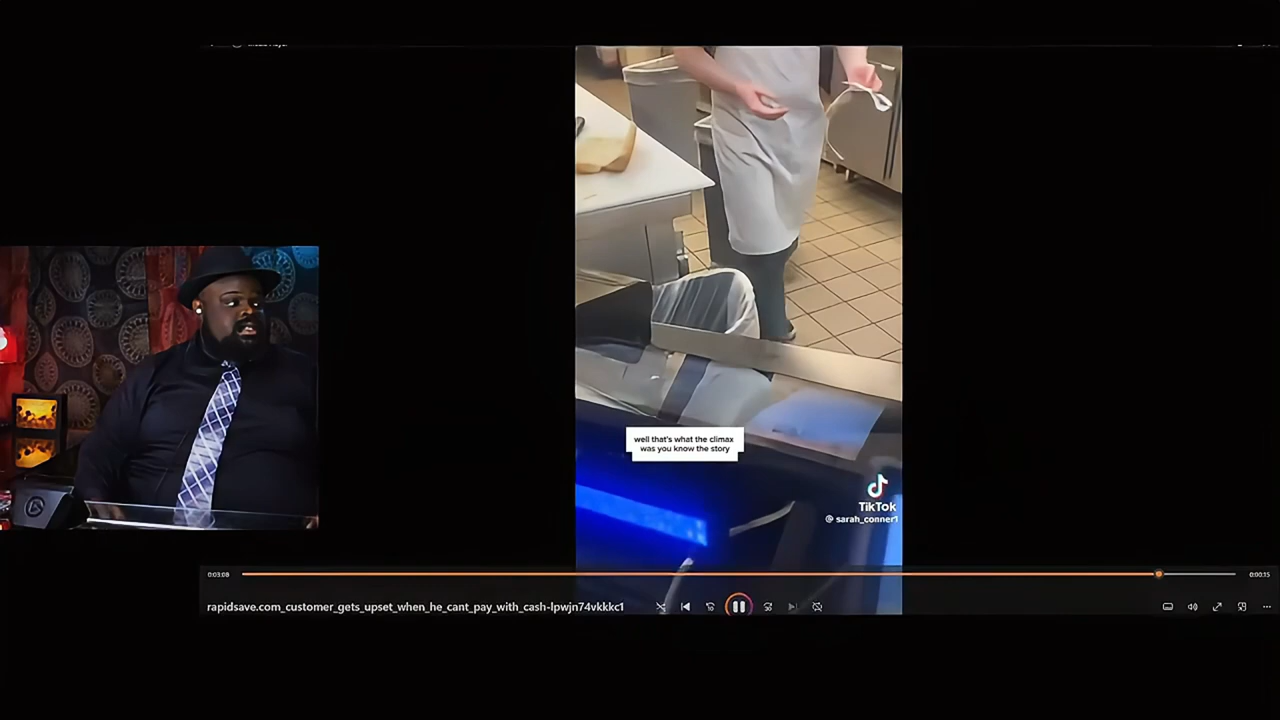 well that's what the climax
was you know the story
TikTok
@ sarah_conner1
0:03:08
0:00:15
rapidsave.com_customer_gets_upset_when_he_cant_pay_with_cash-lpwjn74vkkkc1